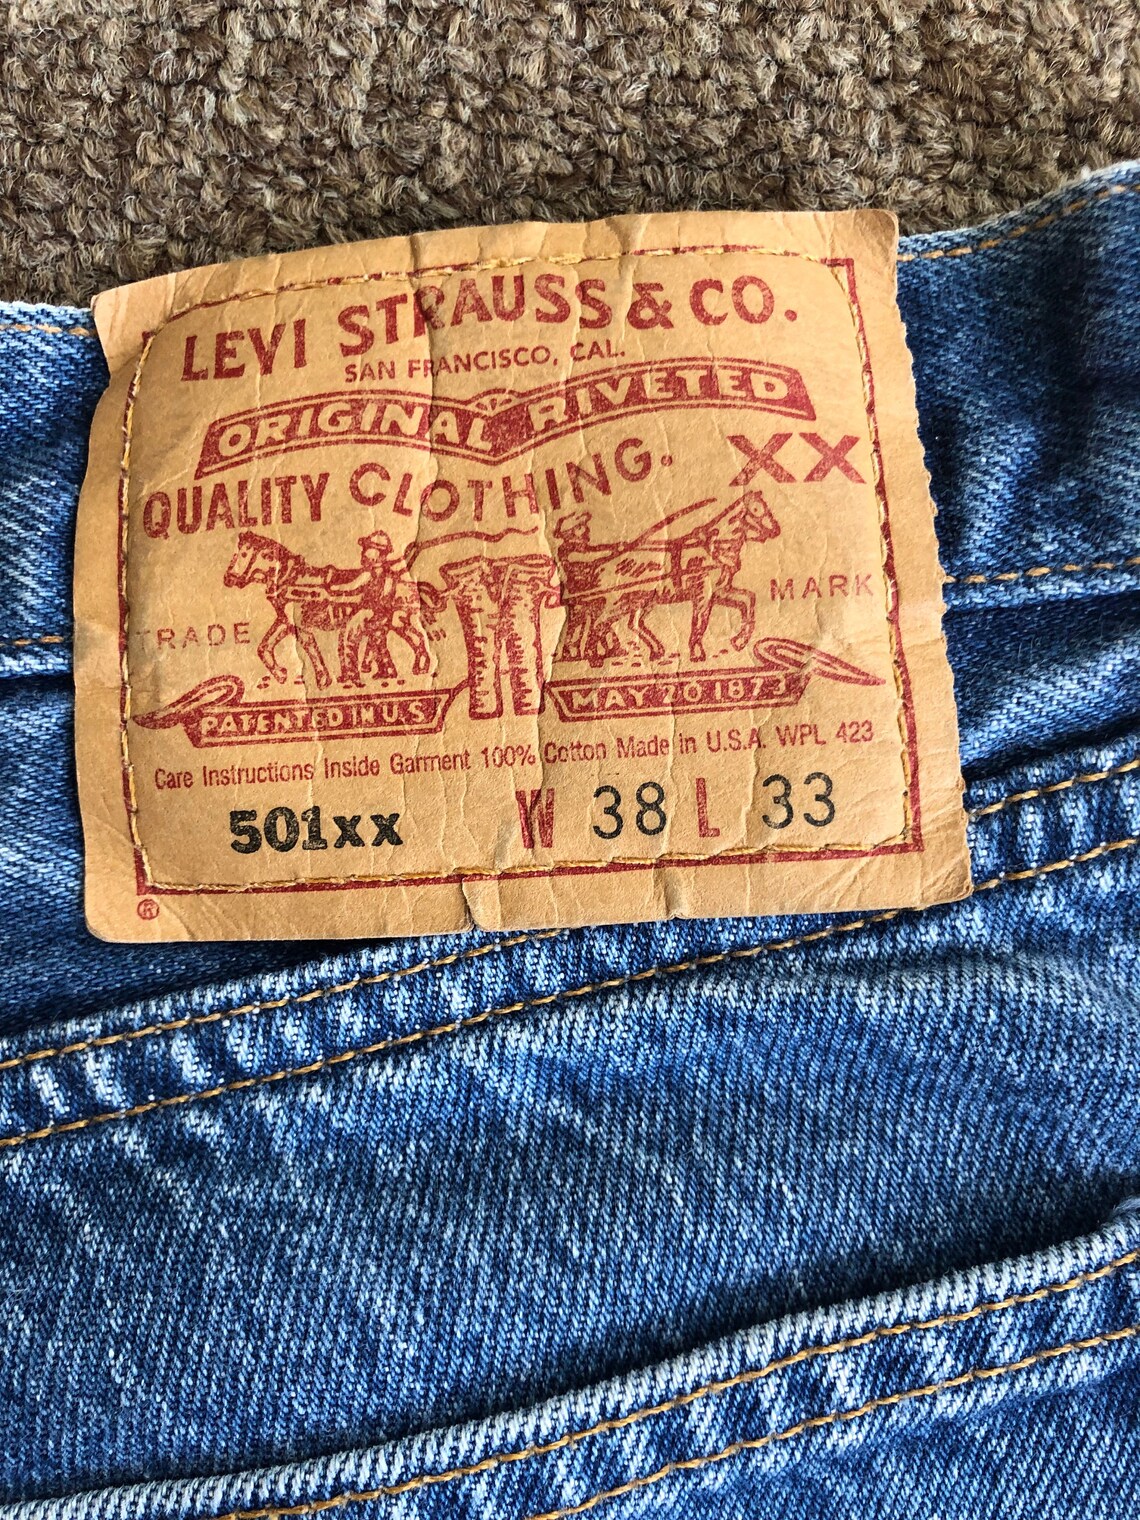 LEVI STRAUSS & CO.
SAN FRANCISCO, CAL.
ORIGINAL RIVETED
QUALITY CLOTHING. XX
TRADE MARK
PATENTED IN U.S. MAY 20 1873
Care Instructions Inside Garment 100% Cotton Made in U.S.A. WPL 423
501xx W 38 L 33
®